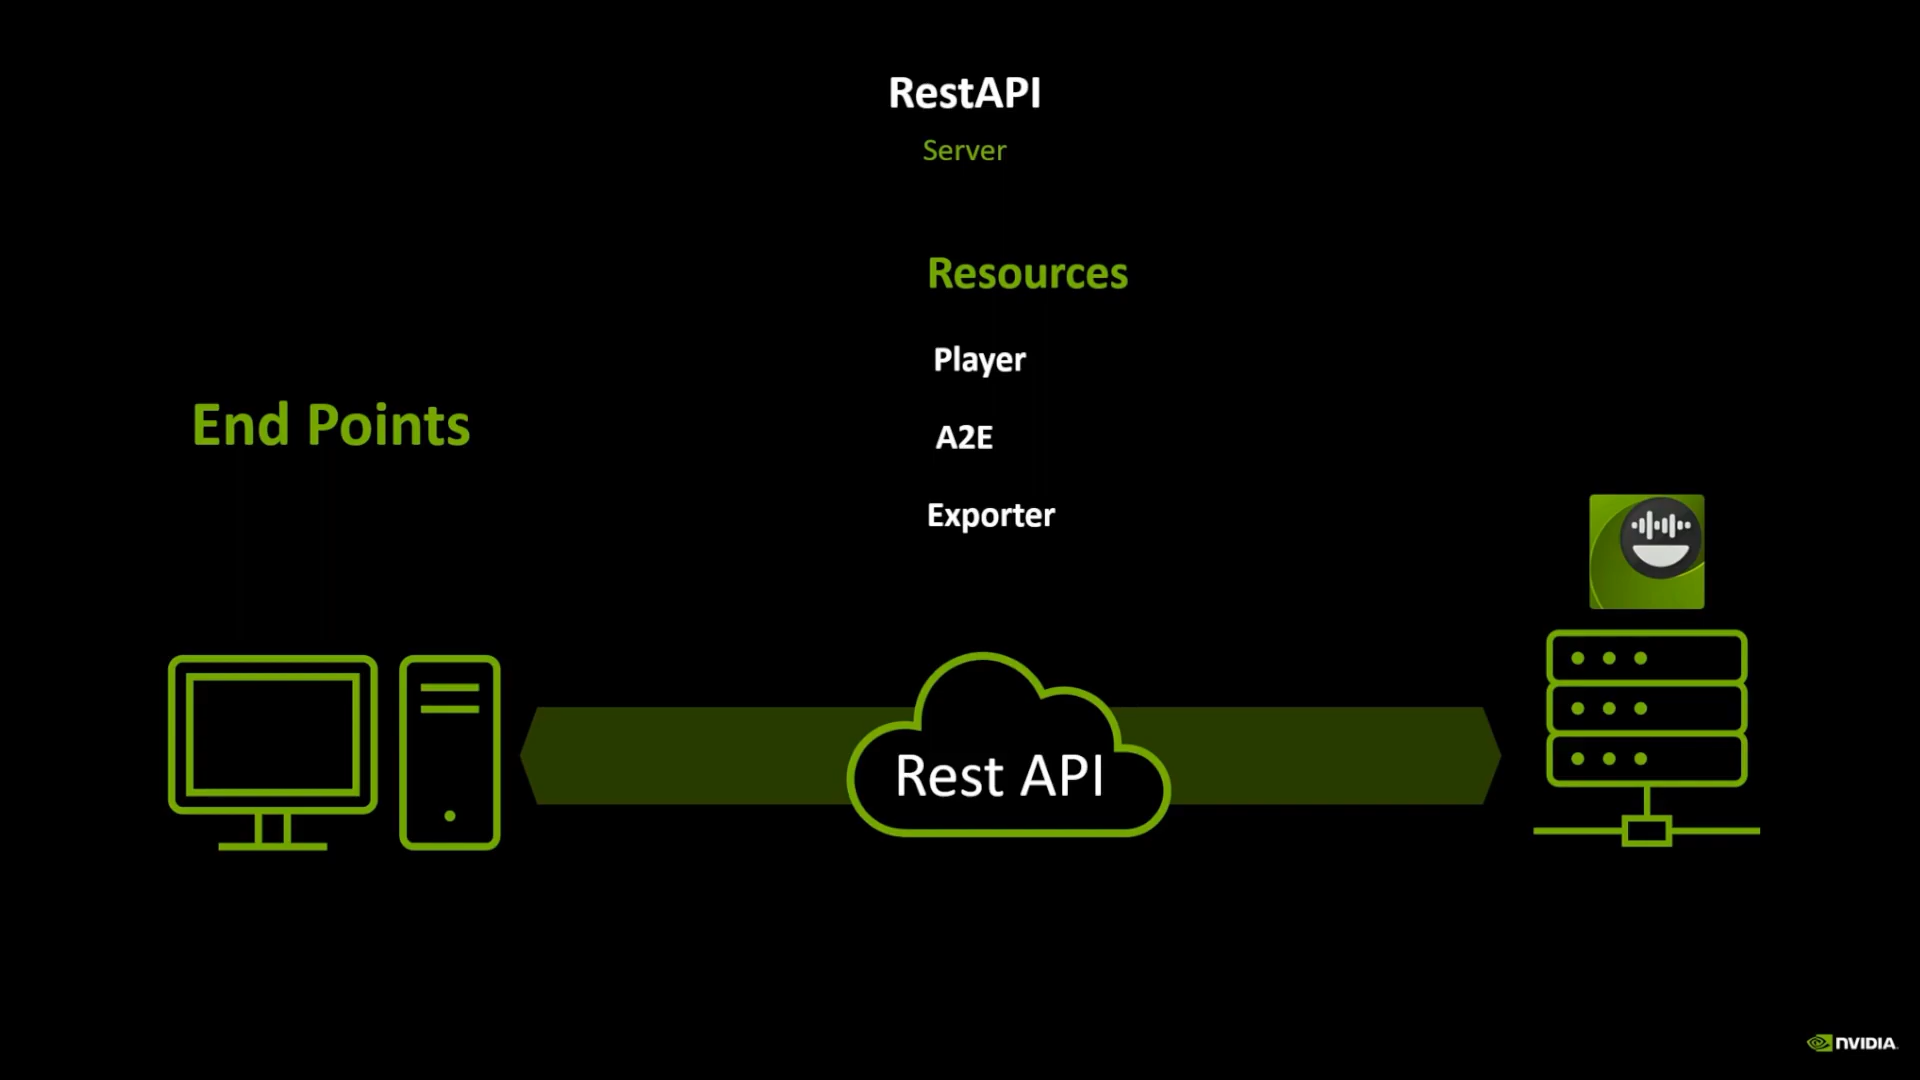 RestAPI
Server
Resources
Player
End Points
A2E
Exporter
Rest API
NVIDIA